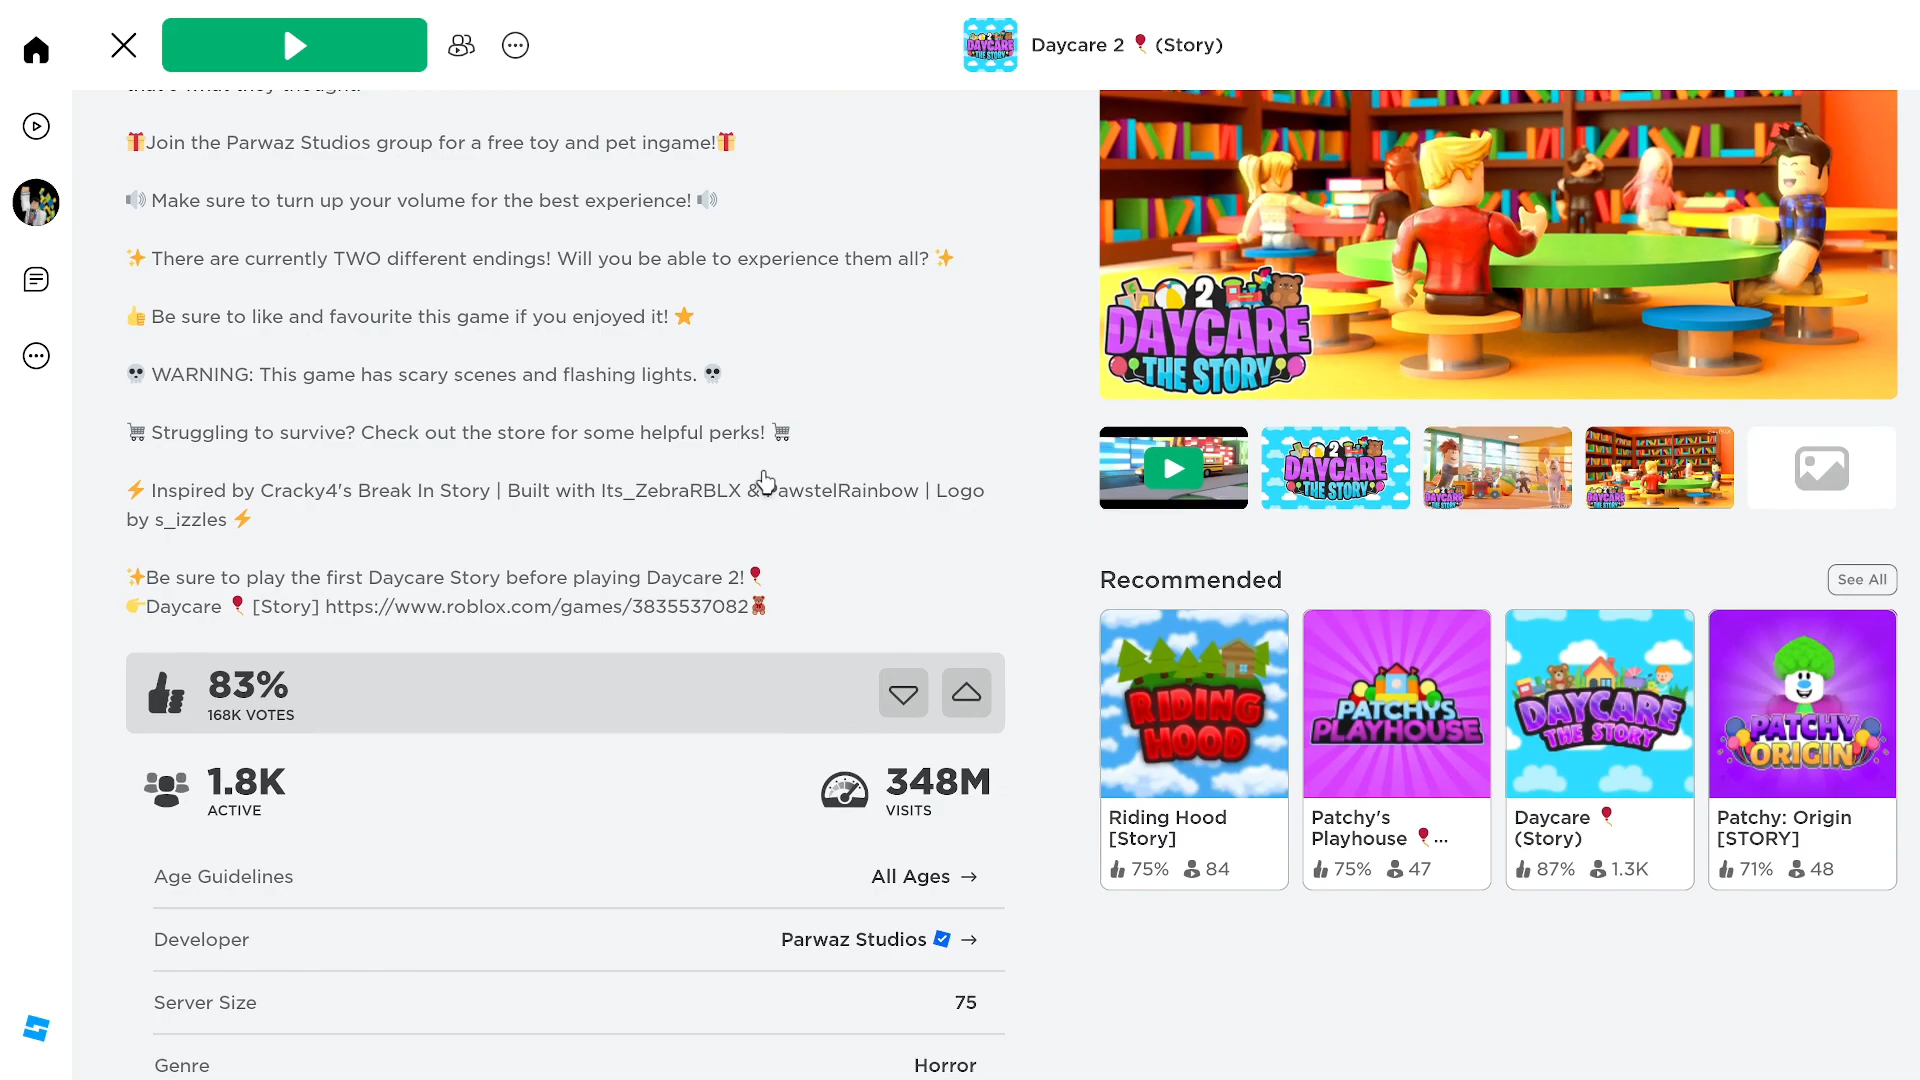 Daycare 2 🎈 (Story)
that's what they thought.
🎁Join the Parwaz Studios group for a free toy and pet ingame!🎁
🔊 Make sure to turn up your volume for the best experience! 🔊
✨ There are currently TWO different endings! Will you be able to experience them all? ✨
👍 Be sure to like and favourite this game if you enjoyed it! ⭐
💀 WARNING: This game has scary scenes and flashing lights. 💀
🛒 Struggling to survive? Check out the store for some helpful perks! 🛒
⚡ Inspired by Cracky4's Break In Story | Built with Its_ZebraRBLX & PawstelRainbow | Logo
by s_izzles ⚡
✨Be sure to play the first Daycare Story before playing Daycare 2!🎈
👉Daycare 🎈 [Story] https://www.roblox.com/games/3835537082🧸
83%
168K VOTES
1.8K
ACTIVE
348M
VISITS
Age Guidelines
All Ages →
Developer
Parwaz Studios →
Server Size
75
Genre
Horror
2
DAYCARE
THE STORY
Recommended
See All
RIDING
HOOD
Riding Hood
[Story]
75% 84
PATCHY'S
PLAYHOUSE
Patchy's
Playhouse 🎈...
75% 47
DAYCARE
THE STORY
Daycare 🎈
(Story)
87% 1.3K
PATCHY
ORIGIN
Patchy: Origin
[STORY]
71% 48